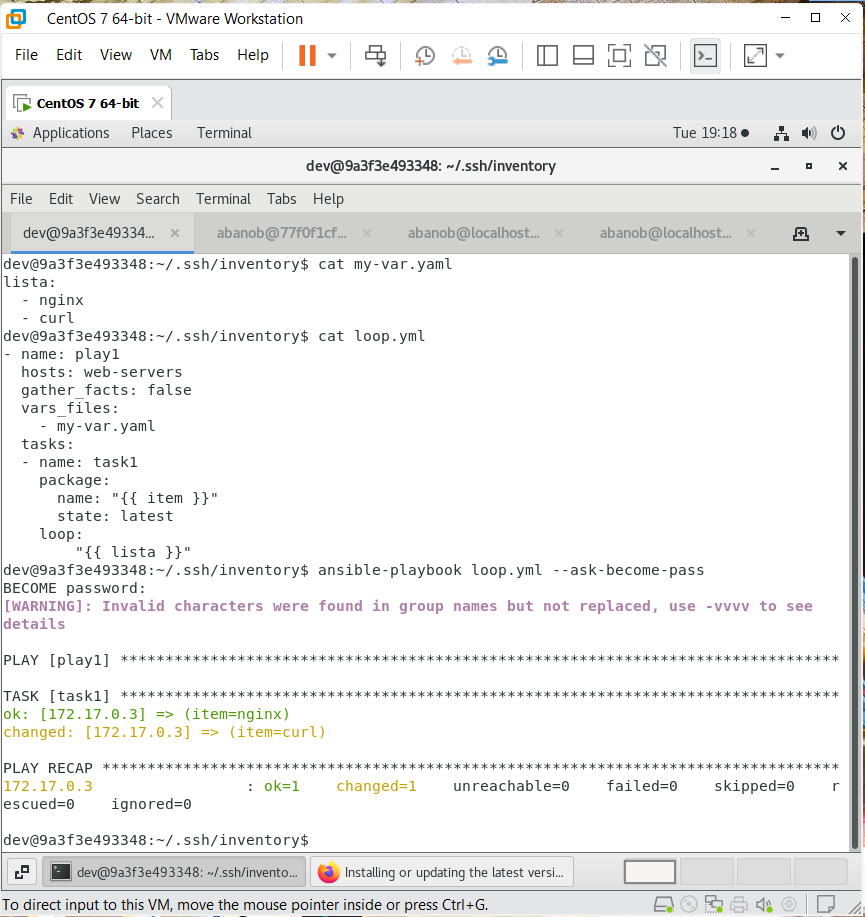 CentOS 7 64-bit - VMware Workstation
File Edit View VM Tabs Help
CentOS 7 64-bit
Applications Places Terminal Tue 19:18
dev@9a3f3e493348: ~/.ssh/inventory
File Edit View Search Terminal Tabs Help
dev@9a3f3e49334... abanob@77f0f1cf... abanob@localhost... abanob@localhost...
dev@9a3f3e493348:~/.ssh/inventory$ cat my-var.yaml
lista:
  - nginx
  - curl
dev@9a3f3e493348:~/.ssh/inventory$ cat loop.yml
- name: play1
  hosts: web-servers
  gather_facts: false
  vars_files:
    - my-var.yaml
  tasks:
  - name: task1
    package:
      name: "{{ item }}"
      state: latest
    loop:
        "{{ lista }}"
dev@9a3f3e493348:~/.ssh/inventory$ ansible-playbook loop.yml --ask-become-pass
BECOME password:
[WARNING]: Invalid characters were found in group names but not replaced, use -vvvv to see
details
PLAY [play1] ********************************************************************************
TASK [task1] ********************************************************************************
ok: [172.17.0.3] => (item=nginx)
changed: [172.17.0.3] => (item=curl)
PLAY RECAP **********************************************************************************
172.17.0.3                 : ok=1    changed=1    unreachable=0    failed=0    skipped=0    r
escued=0    ignored=0
dev@9a3f3e493348:~/.ssh/inventory$
dev@9a3f3e493348: ~/.ssh/invento... Installing or updating the latest versi...
To direct input to this VM, move the mouse pointer inside or press Ctrl+G.